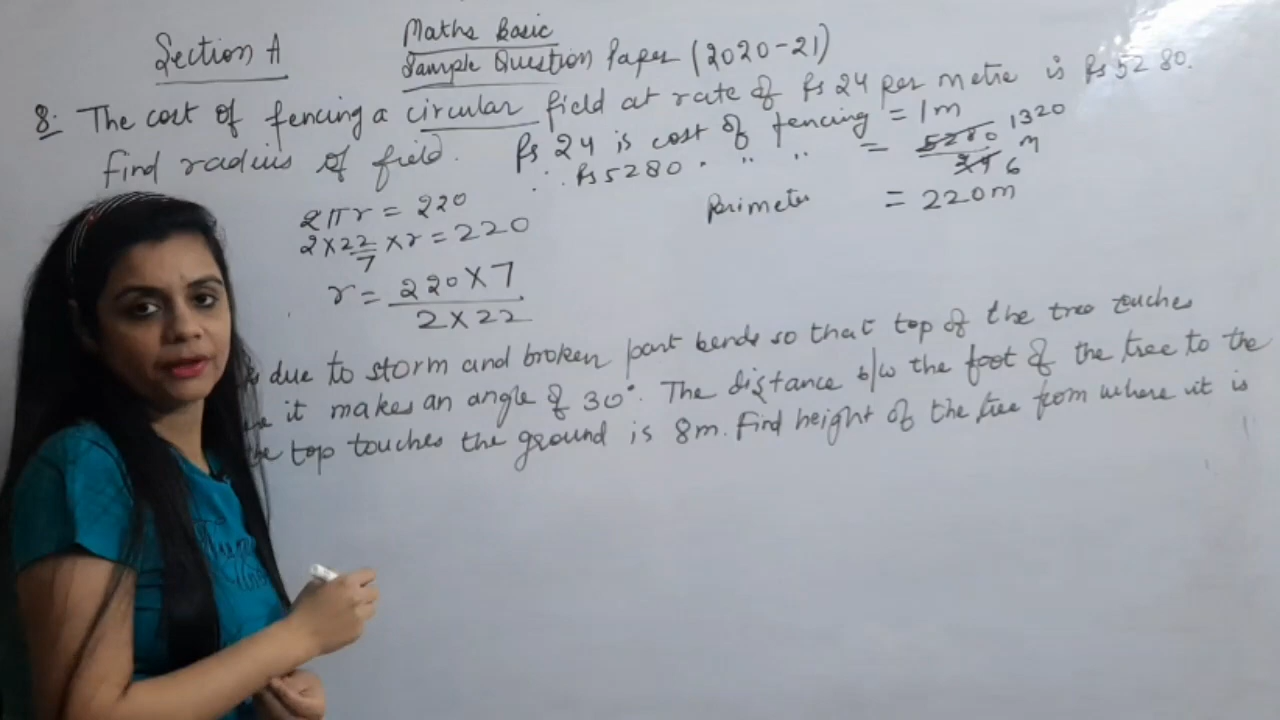 Section A
Maths Basic
Sample Question Paper (2020-21)
8: The cost of fencing a circular field at rate of Rs 24 per metre is Rs 5280.
Find radius of field.
Rs 24 is cost of fencing = 1m
∴ Rs 5280 " " " = 5280/24 1320/6 m
Perimeter = 220m
2πr = 220
2×22/7 ×r = 220
r = 220×7/2×22
due to storm and broken part bends so that top of the tree touches
it makes an angle of 30°. The distance b/w the foot of the tree to the
top touches the ground is 8m. Find height of the tree from where it is